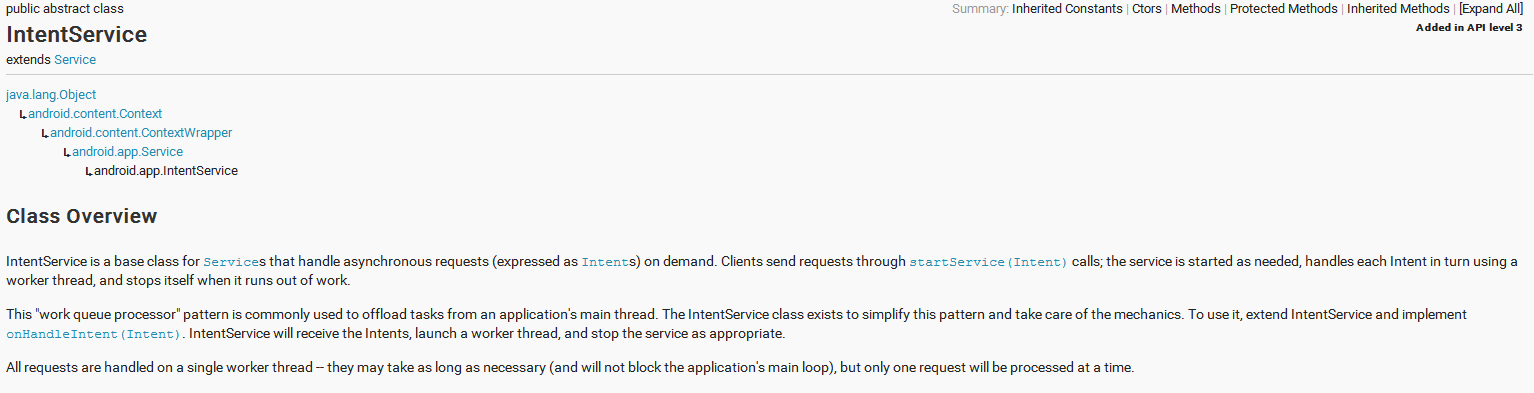 public abstract class
Summary: Inherited Constants | Ctors | Methods | Protected Methods | Inherited Methods | [Expand All]
IntentService
Added in API level 3
extends Service
java.lang.Object
android.content.Context
android.content.ContextWrapper
android.app.Service
android.app.IntentService
Class Overview
IntentService is a base class for Services that handle asynchronous requests (expressed as Intents) on demand. Clients send requests through startService(Intent) calls; the service is started as needed, handles each Intent in turn using a
worker thread, and stops itself when it runs out of work.
This "work queue processor" pattern is commonly used to offload tasks from an application's main thread. The IntentService class exists to simplify this pattern and take care of the mechanics. To use it, extend IntentService and implement
onHandleIntent(Intent). IntentService will receive the Intents, launch a worker thread, and stop the service as appropriate.
All requests are handled on a single worker thread -- they may take as long as necessary (and will not block the application's main loop), but only one request will be processed at a time.